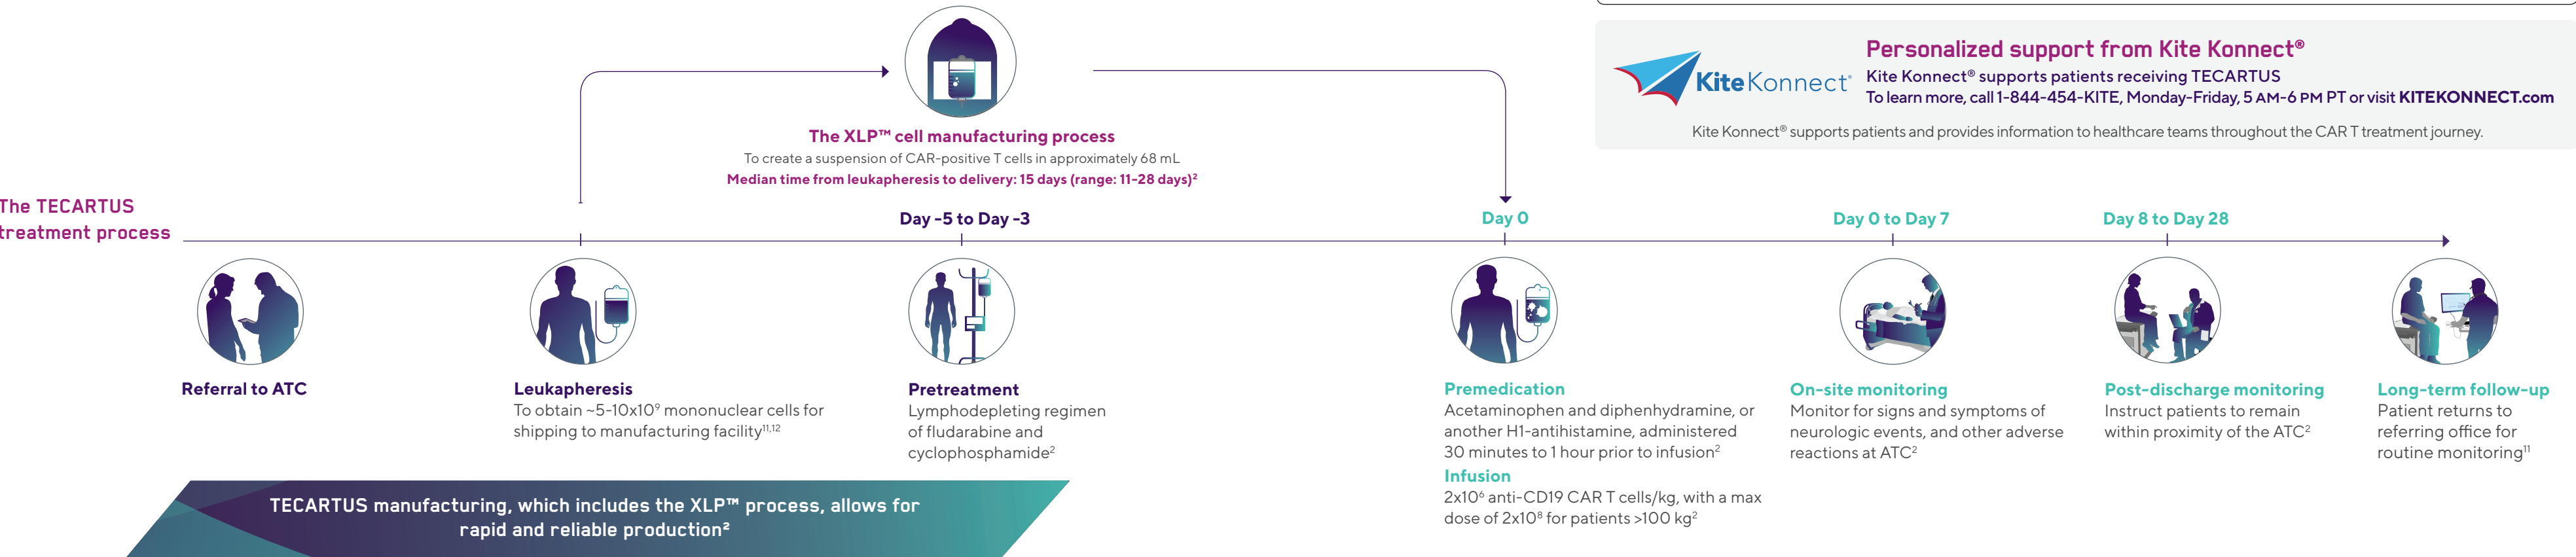 Personalized support from Kite Konnect®
KiteKonnect®
Kite Konnect® supports patients receiving TECARTUS
To learn more, call 1-844-454-KITE, Monday-Friday, 5 AM-6 PM PT or visit KITEKONNECT.com
Kite Konnect® supports patients and provides information to healthcare teams throughout the CAR T treatment journey.
The XLP™ cell manufacturing process
To create a suspension of CAR-positive T cells in approximately 68 mL
Median time from leukapheresis to delivery: 15 days (range: 11-28 days)²
The TECARTUS
treatment process
Day -5 to Day -3
Day 0
Day 0 to Day 7
Day 8 to Day 28
Referral to ATC
Leukapheresis
To obtain ~5-10x10⁹ mononuclear cells for
shipping to manufacturing facility¹¹,¹²
Pretreatment
Lymphodepleting regimen
of fludarabine and
cyclophosphamide²
Premedication
Acetaminophen and diphenhydramine, or
another H1-antihistamine, administered
30 minutes to 1 hour prior to infusion²
Infusion
2x10⁶ anti-CD19 CAR T cells/kg, with a max
dose of 2x10⁸ for patients >100 kg²
On-site monitoring
Monitor for signs and symptoms of
neurologic events, and other adverse
reactions at ATC²
Post-discharge monitoring
Instruct patients to remain
within proximity of the ATC²
Long-term follow-up
Patient returns to
referring office for
routine monitoring¹¹
TECARTUS manufacturing, which includes the XLP™ process, allows for
rapid and reliable production²